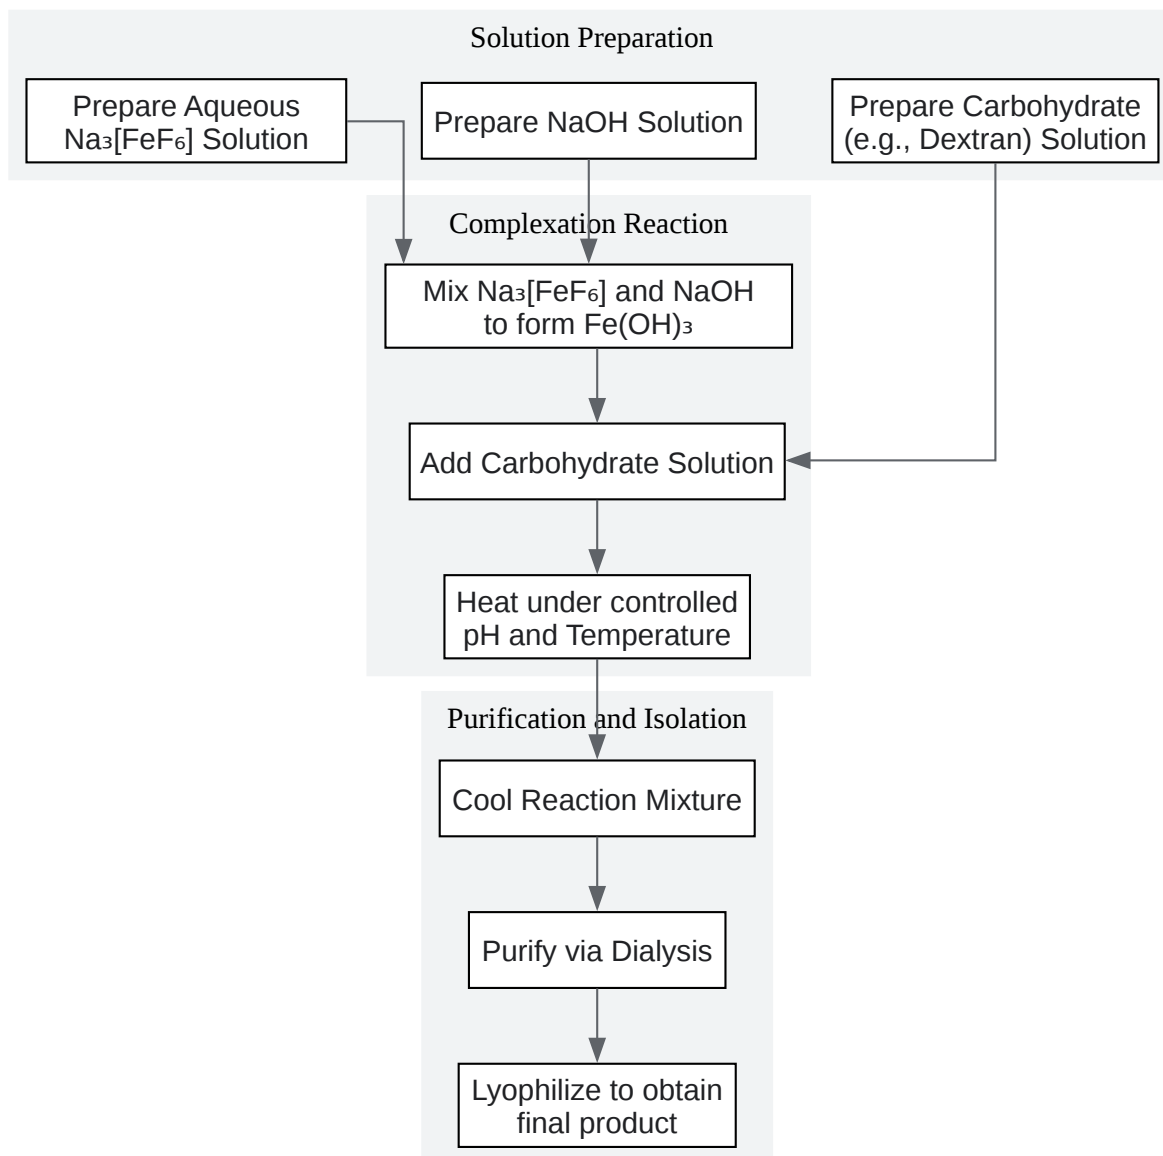 Solution Preparation
Prepare Aqueous
Na₃[FeF₆] Solution
Prepare NaOH Solution
Prepare Carbohydrate
(e.g., Dextran) Solution
Complexation Reaction
Mix Na₃[FeF₆] and NaOH
to form Fe(OH)₃
Add Carbohydrate Solution
Heat under controlled
pH and Temperature
Purification and Isolation
Cool Reaction Mixture
Purify via Dialysis
Lyophilize to obtain
final product